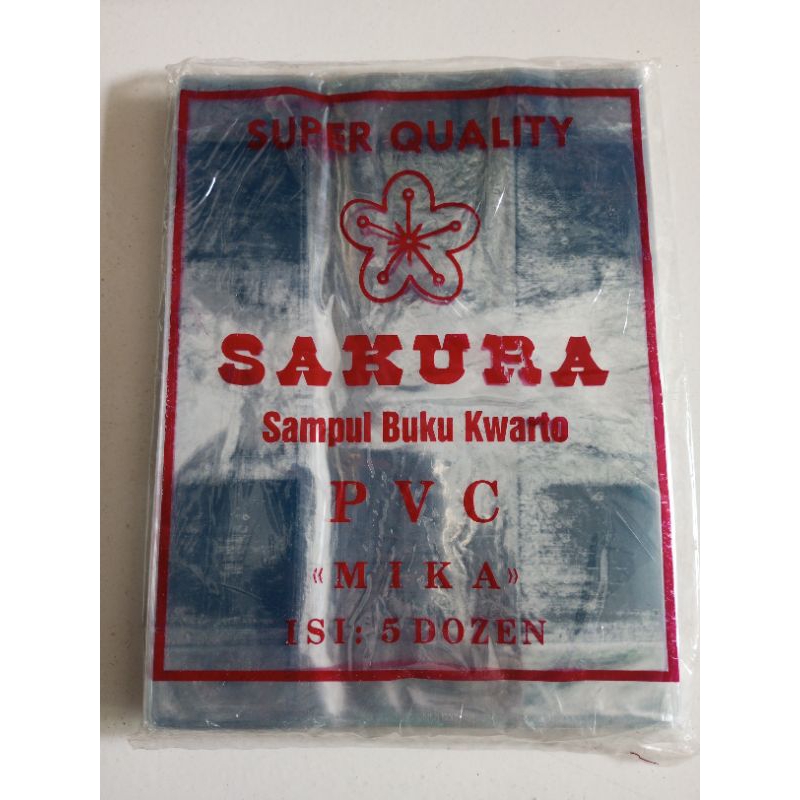 SUPER QUALITY
SAKURA
Sampul Buku Kwarto
PVC
«MIKA»
ISI: 5 DOZEN